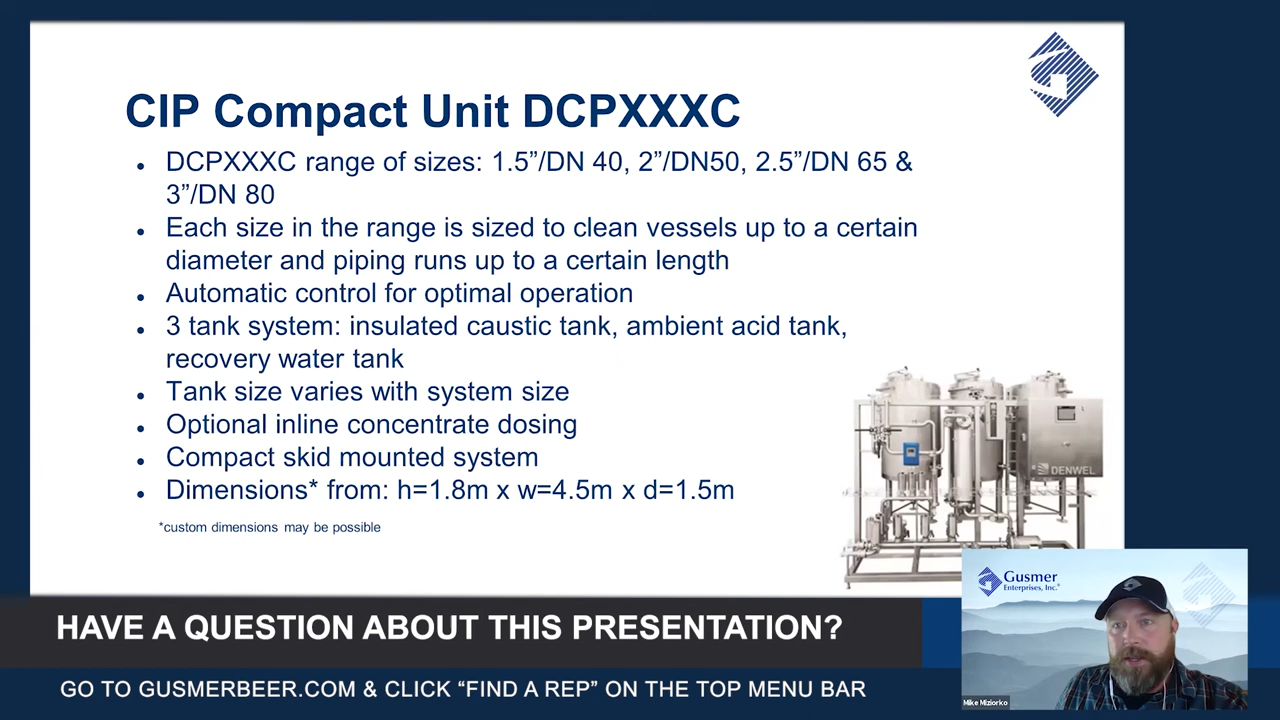 CIP Compact Unit DCPXXXC
DCPXXXC range of sizes: 1.5”/DN 40, 2”/DN50, 2.5”/DN 65 &
3”/DN 80
Each size in the range is sized to clean vessels up to a certain
diameter and piping runs up to a certain length
Automatic control for optimal operation
3 tank system: insulated caustic tank, ambient acid tank,
recovery water tank
Tank size varies with system size
Optional inline concentrate dosing
Compact skid mounted system
Dimensions* from: h=1.8m x w=4.5m x d=1.5m
*custom dimensions may be possible
DENWEL
Gusmer
Enterprises, Inc.®
Mike Miziorko
HAVE A QUESTION ABOUT THIS PRESENTATION?
GO TO GUSMERBEER.COM & CLICK “FIND A REP” ON THE TOP MENU BAR